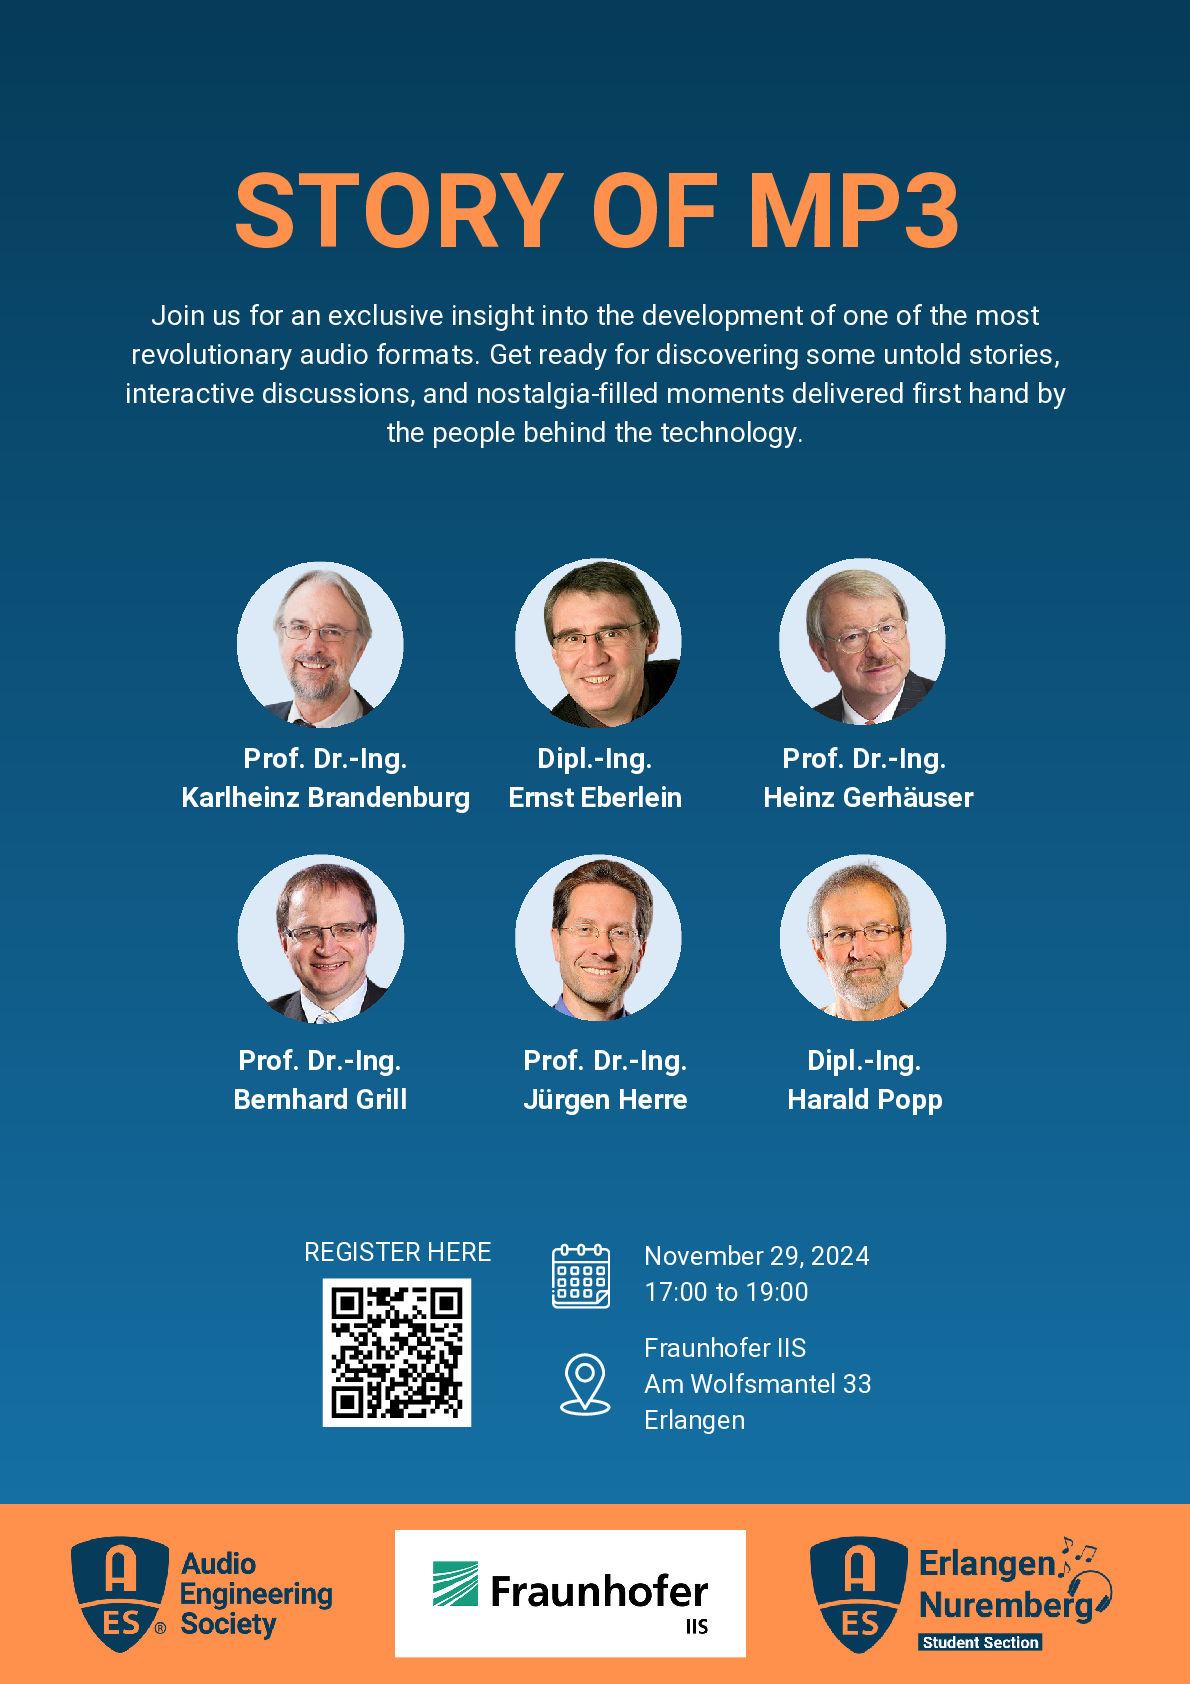 STORY OF MP3
Join us for an exclusive insight into the development of one of the most
revolutionary audio formats. Get ready for discovering some untold stories,
interactive discussions, and nostalgia-filled moments delivered first hand by
the people behind the technology.
Prof. Dr.-Ing.
Karlheinz Brandenburg
Dipl.-Ing.
Ernst Eberlein
Prof. Dr.-Ing.
Heinz Gerhäuser
Prof. Dr.-Ing.
Bernhard Grill
Prof. Dr.-Ing.
Jürgen Herre
Dipl.-Ing.
Harald Popp
REGISTER HERE
November 29, 2024
17:00 to 19:00
Fraunhofer IIS
Am Wolfsmantel 33
Erlangen
AES®
Audio
Engineering
Society
Fraunhofer
IIS
AES
Erlangen
Nuremberg
Student Section